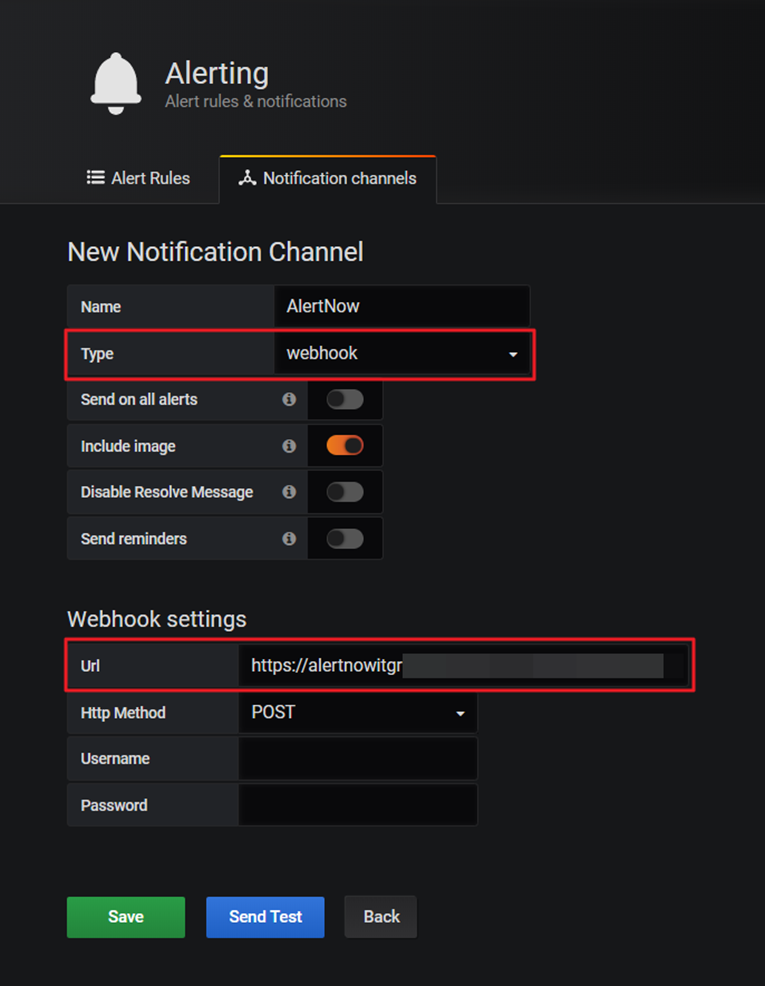 Alerting
Alert rules & notifications
Alert Rules
Notification channels
New Notification Channel
Name AlertNow
Type webhook
Send on all alerts
Include image
Disable Resolve Message
Send reminders
Webhook settings
Url https://alertnowitgr
Http Method POST
Username
Password
Save Send Test Back